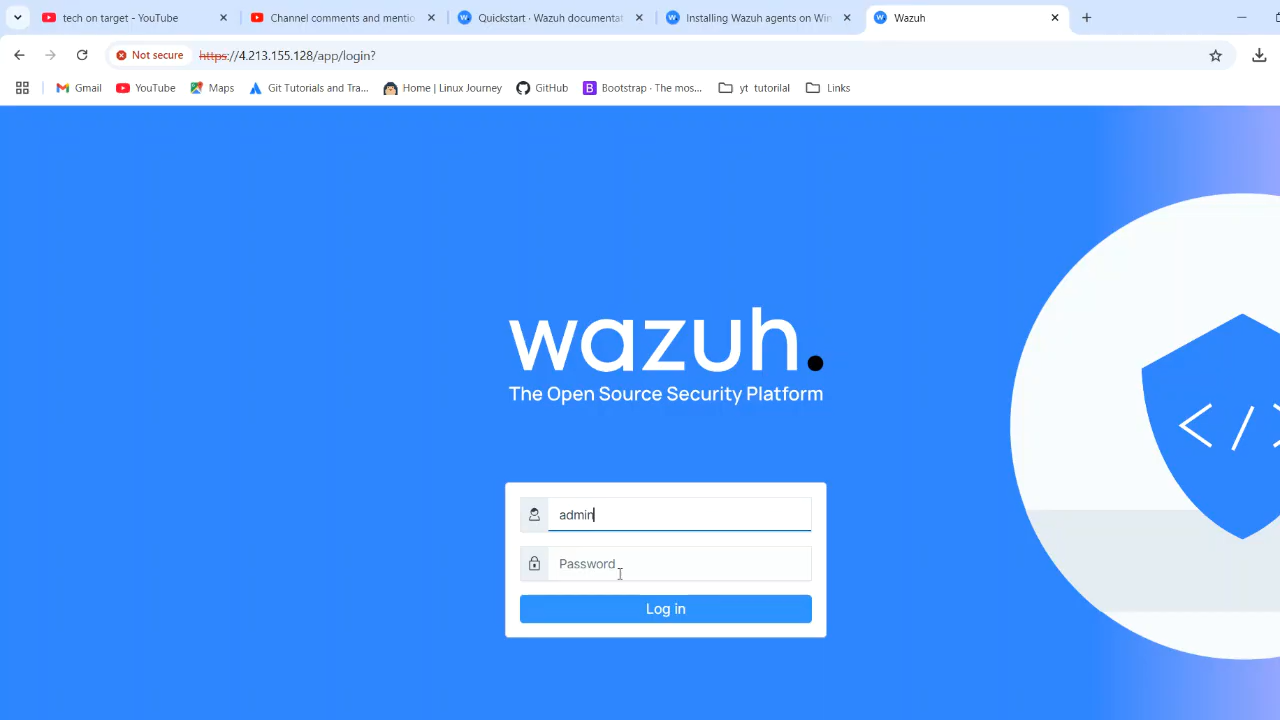 tech on target - YouTube
Channel comments and mentio
Quickstart · Wazuh documentat
Installing Wazuh agents on Win
Wazuh
Not secure
https://4.213.155.128/app/login?
Gmail
YouTube
Maps
Git Tutorials and Tra...
Home | Linux Journey
GitHub
Bootstrap · The mos...
yt tutorilal
Links
wazuh.
The Open Source Security Platform
admin
Password
Log in